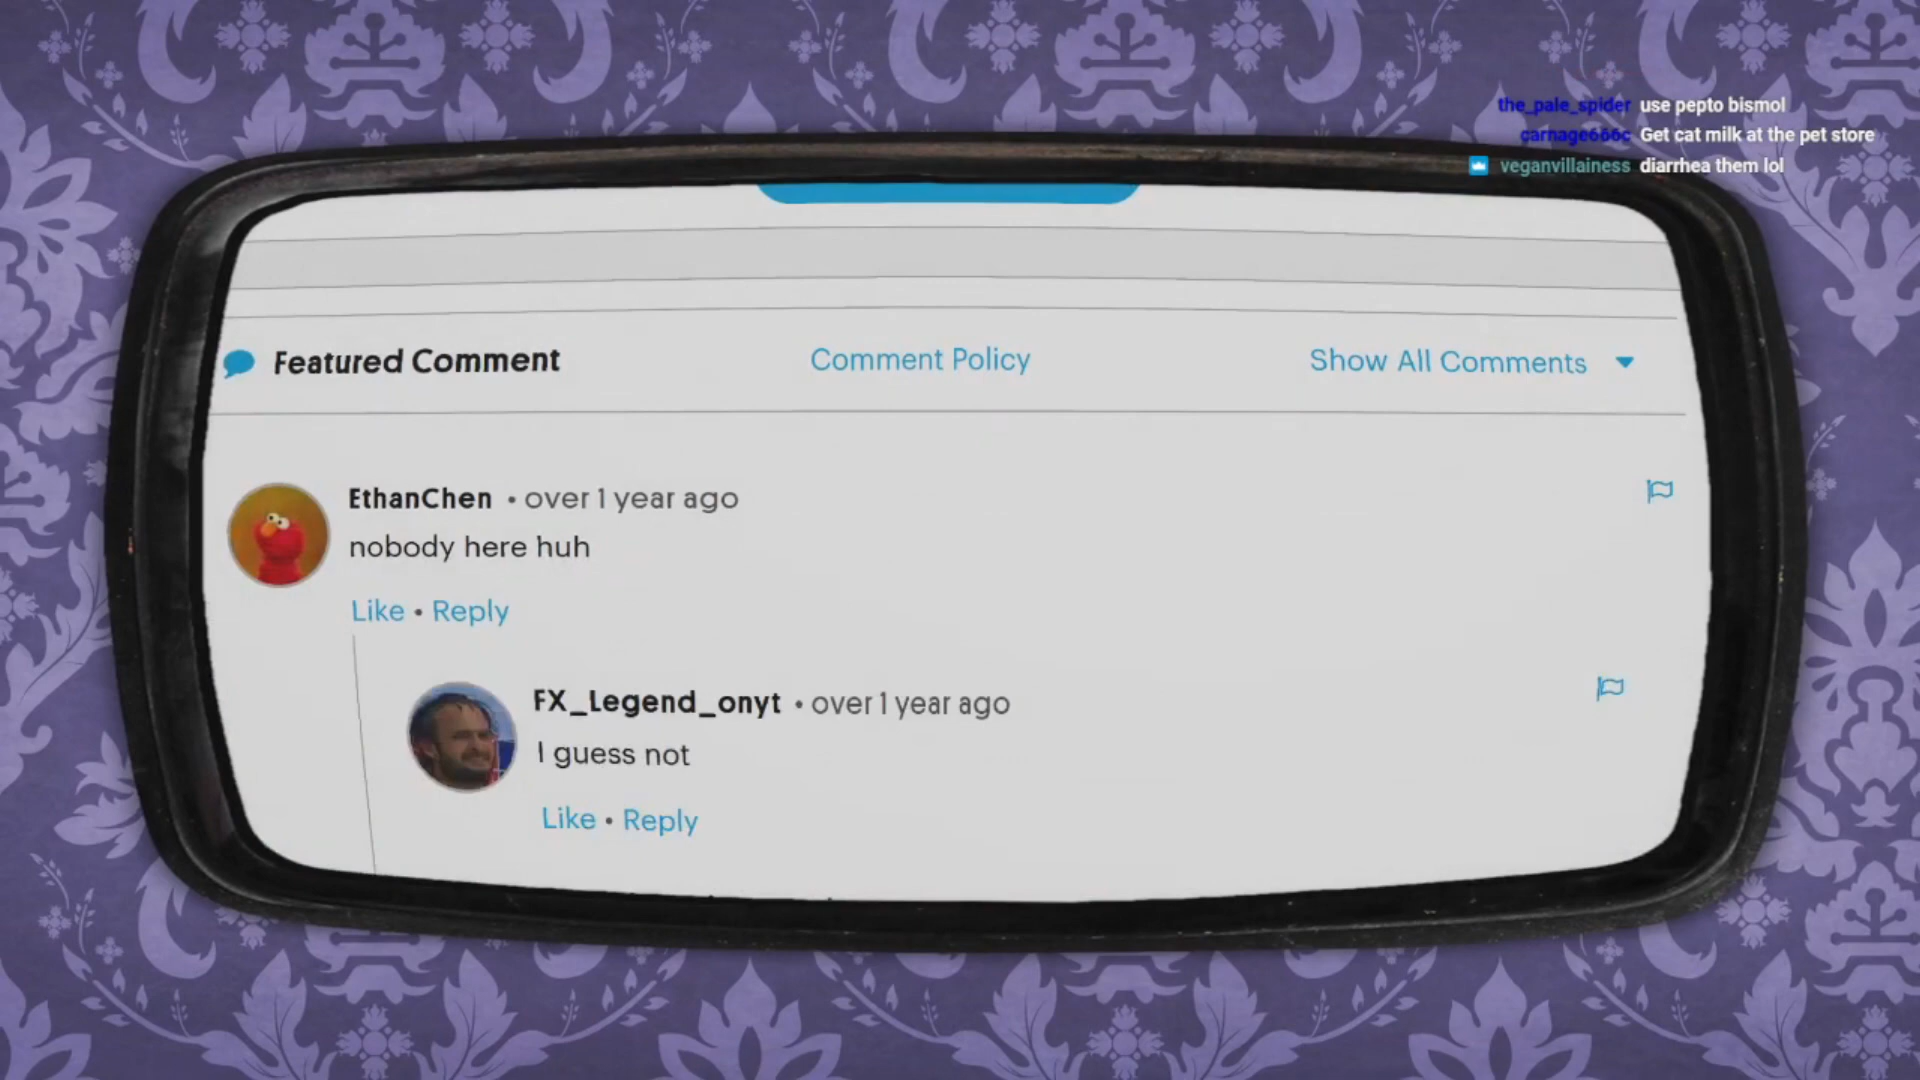 the_pale_spider use pepto bismol
carnage666c Get cat milk at the pet store
veganvillainess diarrhea them lol
Featured Comment Comment Policy Show All Comments
EthanChen • over 1 year ago
nobody here huh
Like • Reply
FX_Legend_onyt • over 1 year ago
I guess not
Like • Reply